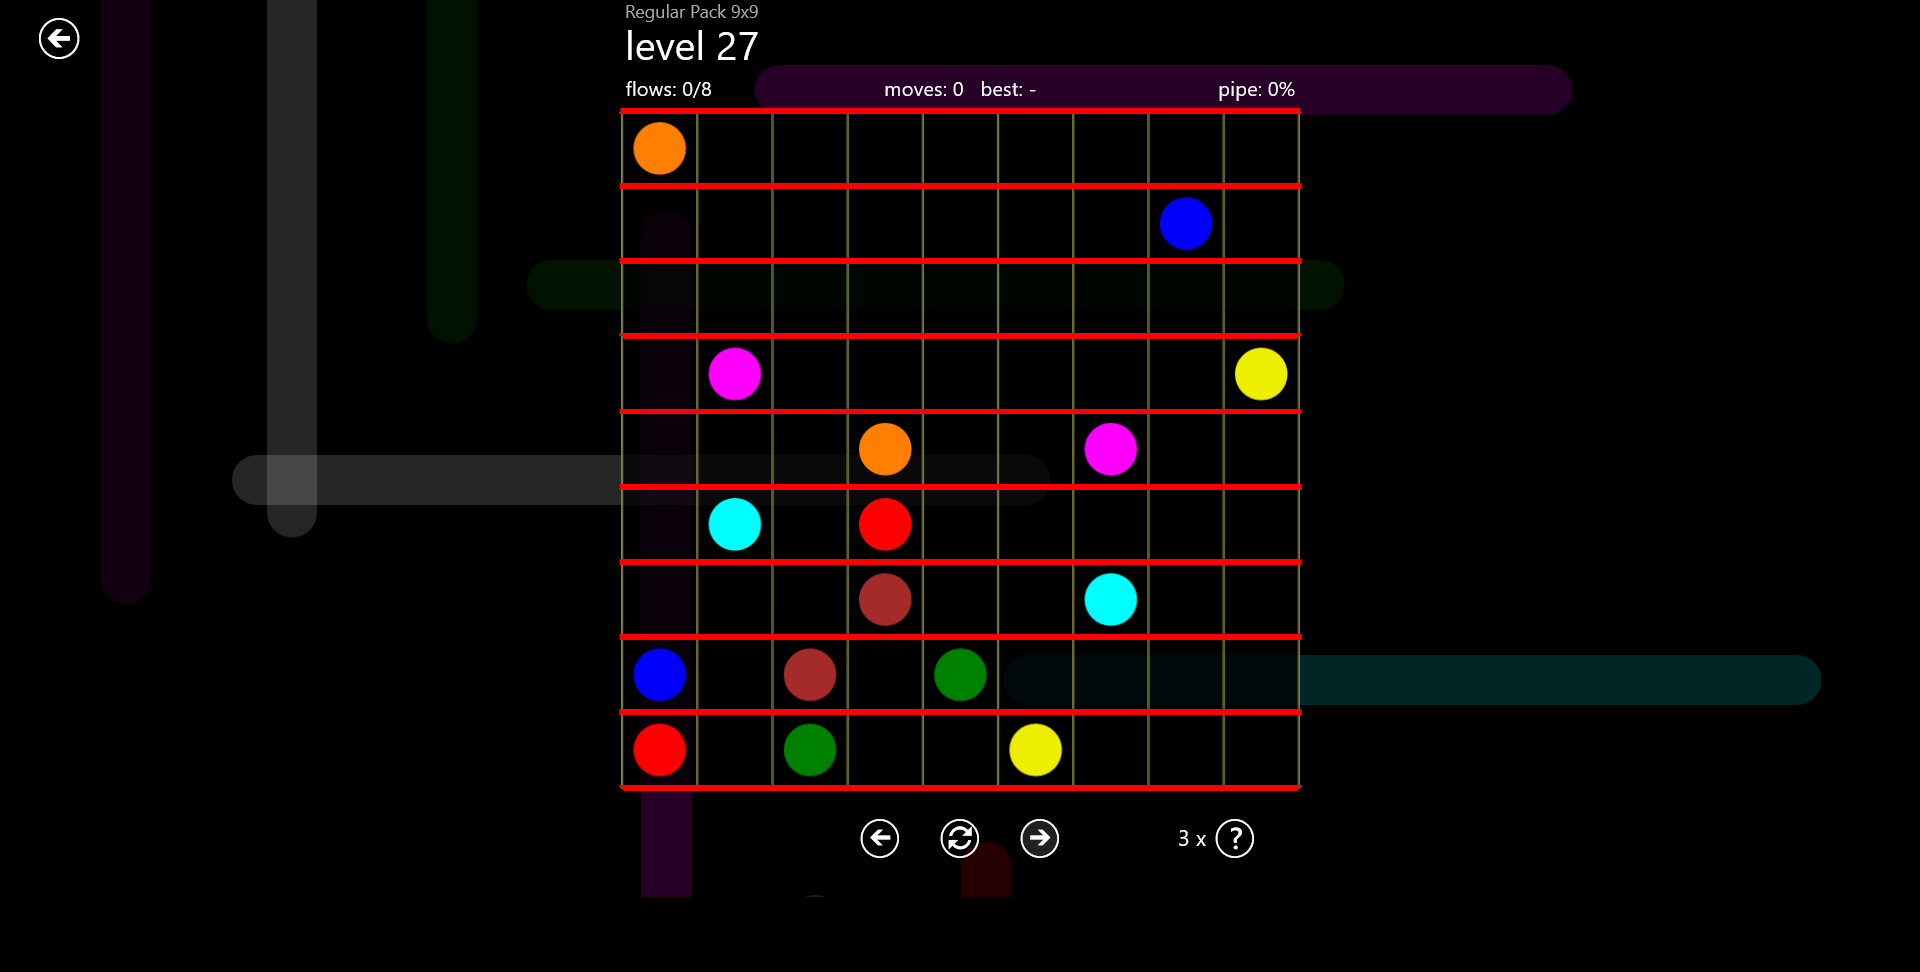 Regular Pack 9x9
level 27
flows: 0/8 moves: 0 best: - pipe: 0%
3 x ?